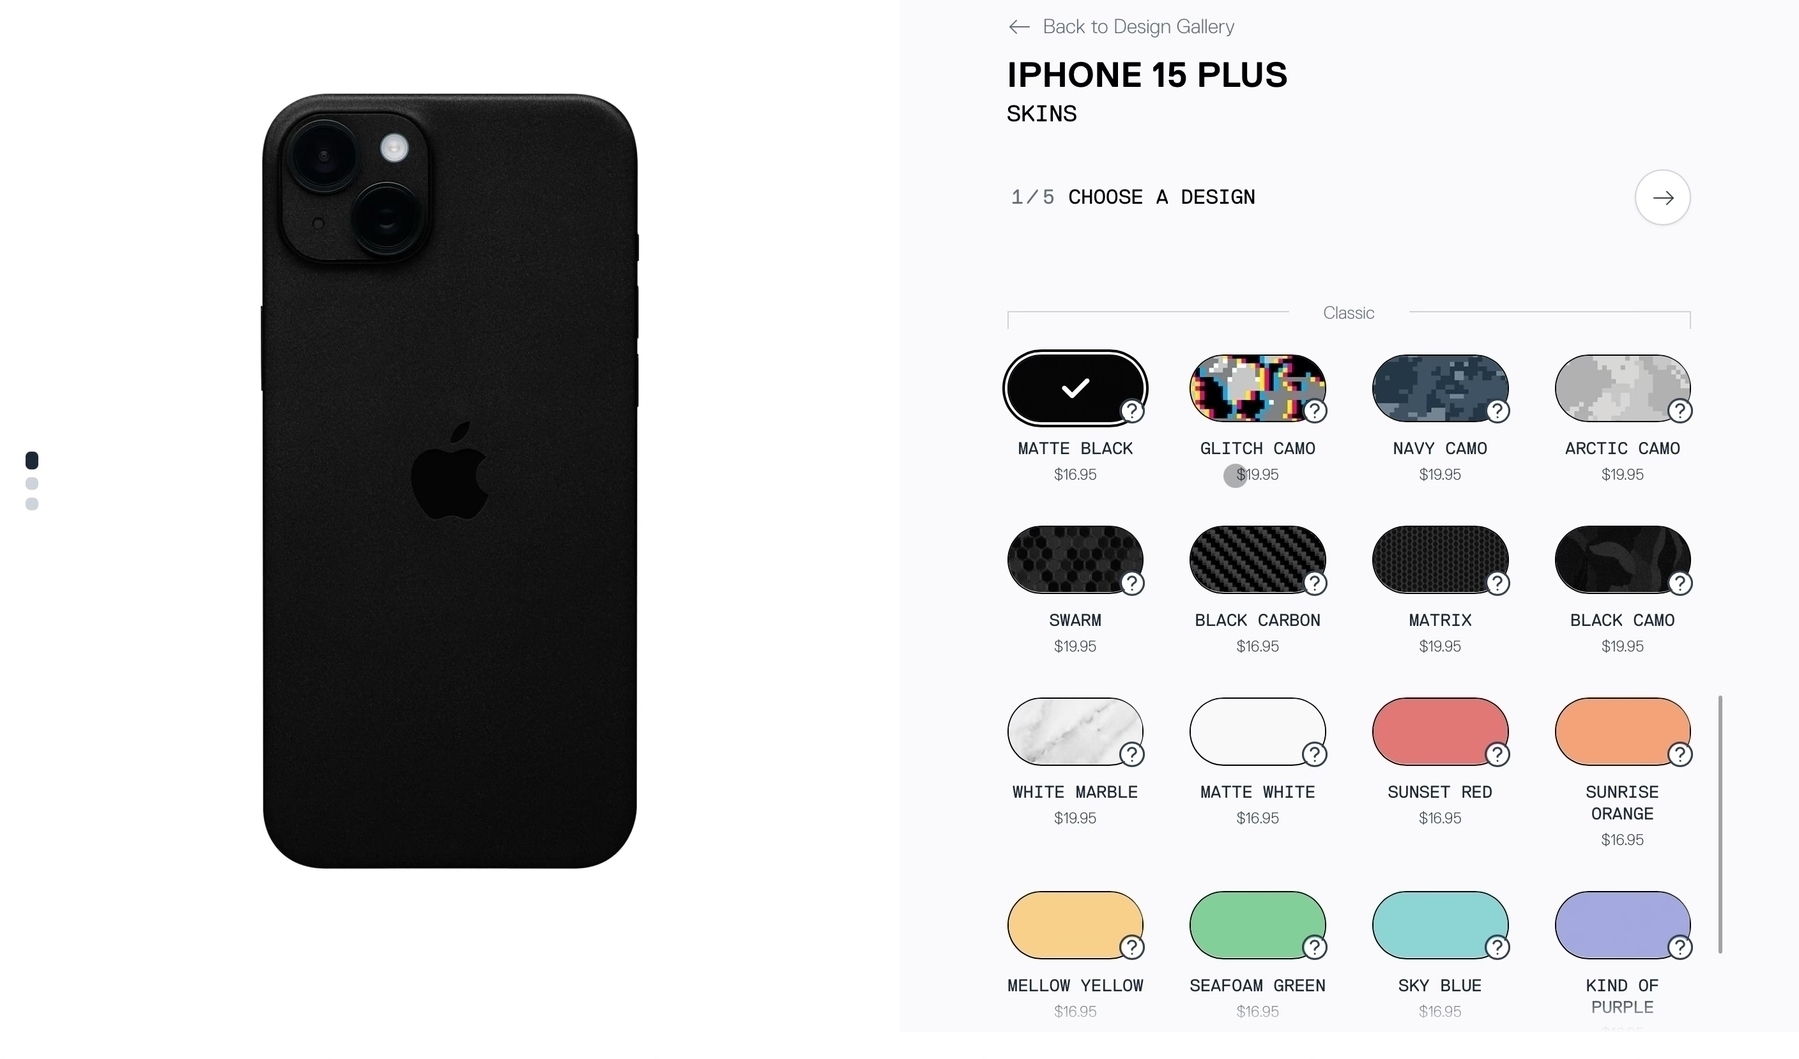 Back to Design Gallery
IPHONE 15 PLUS
SKINS
1/5 CHOOSE A DESIGN
Classic
? ? ? ?
MATTE BLACK GLITCH CAMO NAVY CAMO ARCTIC CAMO
$16.95 $19.95 $19.95 $19.95
? ? ? ?
SWARM BLACK CARBON MATRIX BLACK CAMO
$19.95 $16.95 $19.95 $19.95
? ? ? ?
WHITE MARBLE MATTE WHITE SUNSET RED SUNRISE
ORANGE
$19.95 $16.95 $16.95 $16.95
? ? ? ?
MELLOW YELLOW SEAFOAM GREEN SKY BLUE KIND OF
PURPLE
$16.95 $16.95 $16.95